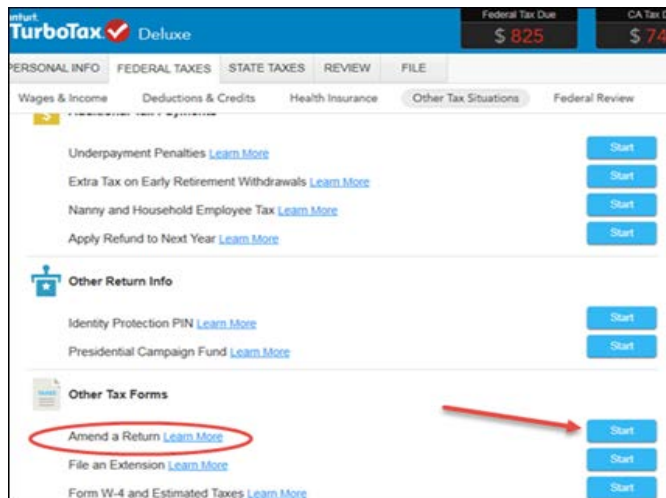 intuit.
TurboTax Deluxe
Federal Tax Due
$ 825
CA Tax D
$ 74
PERSONAL INFO FEDERAL TAXES STATE TAXES REVIEW FILE
Wages & Income Deductions & Credits Health Insurance Other Tax Situations Federal Review
$ Additional Tax Payments
Underpayment Penalties Learn More Start
Extra Tax on Early Retirement Withdrawals Learn More Start
Nanny and Household Employee Tax Learn More Start
Apply Refund to Next Year Learn More Start
Other Return Info
Identity Protection PIN Learn More Start
Presidential Campaign Fund Learn More Start
Other Tax Forms
Amend a Return Learn More Start
File an Extension Learn More Start
Form W-4 and Estimated Taxes Learn More Start